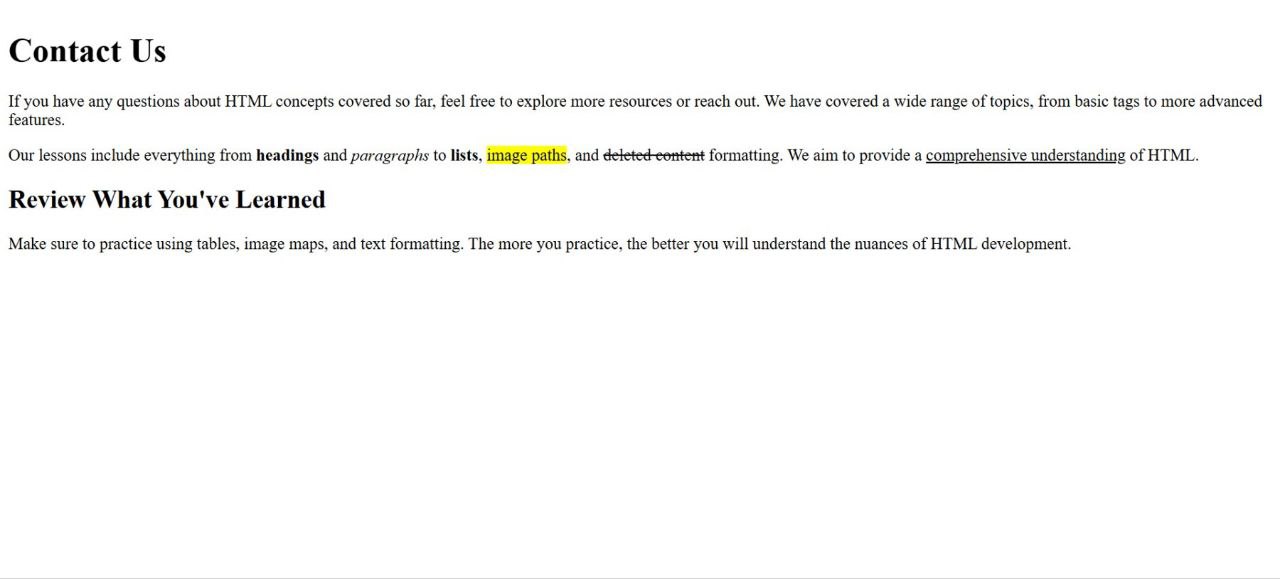 Contact Us
If you have any questions about HTML concepts covered so far, feel free to explore more resources or reach out. We have covered a wide range of topics, from basic tags to more advanced
features.
Our lessons include everything from headings and paragraphs to lists, image paths, and deleted content formatting. We aim to provide a comprehensive understanding of HTML.
Review What You've Learned
Make sure to practice using tables, image maps, and text formatting. The more you practice, the better you will understand the nuances of HTML development.